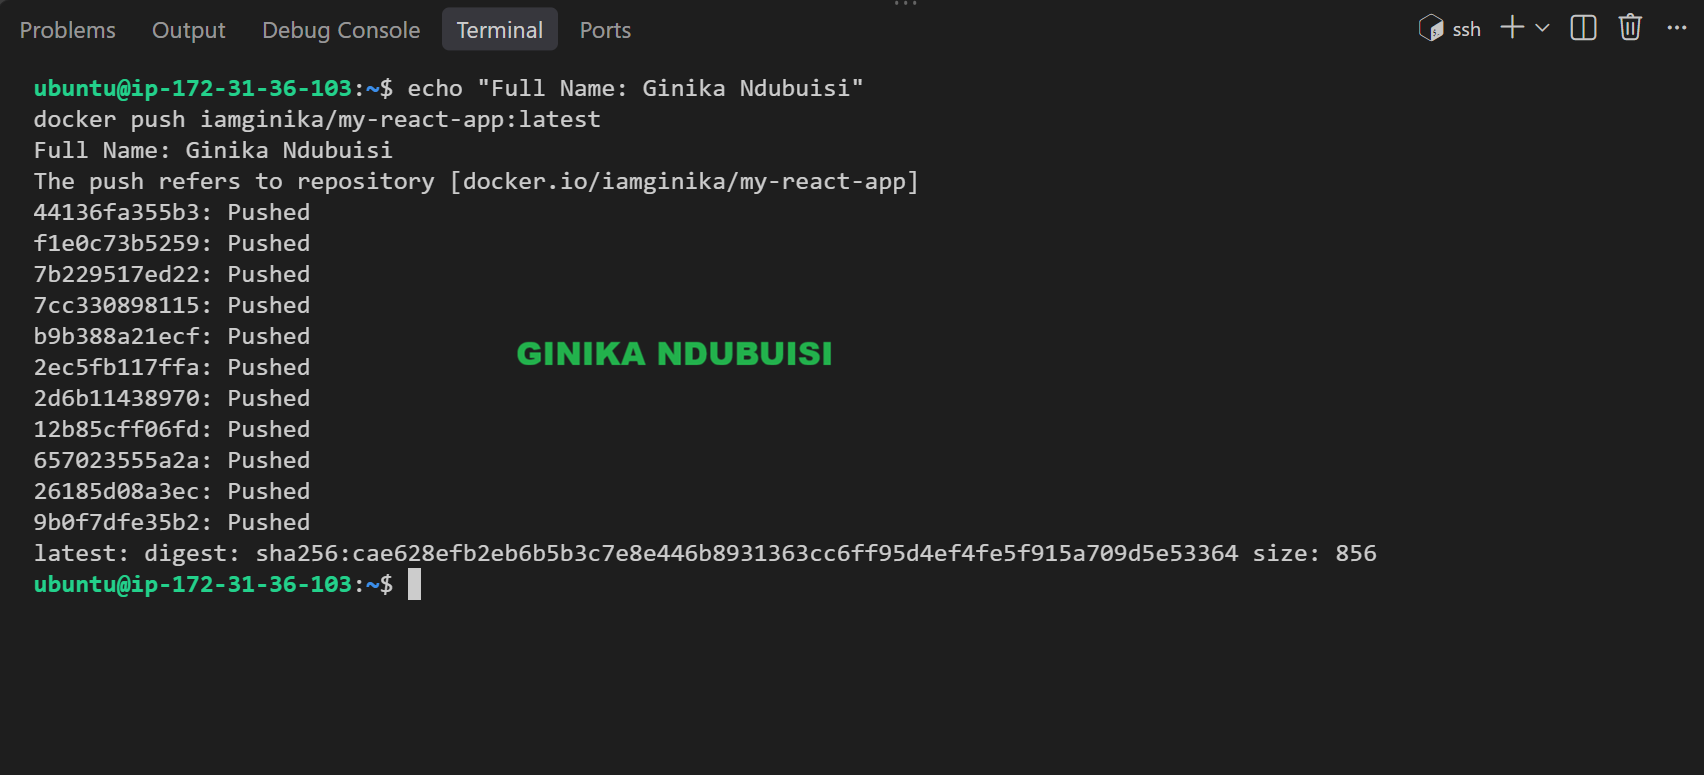 Problems Output Debug Console Terminal Ports ssh
ubuntu@ip-172-31-36-103:~$ echo "Full Name: Ginika Ndubuisi"
docker push iamginika/my-react-app:latest
Full Name: Ginika Ndubuisi
The push refers to repository [docker.io/iamginika/my-react-app]
44136fa355b3: Pushed
f1e0c73b5259: Pushed
7b229517ed22: Pushed
7cc330898115: Pushed
b9b388a21ecf: Pushed
GINIKA NDUBUISI
2ec5fb117ffa: Pushed
2d6b11438970: Pushed
12b85cff06fd: Pushed
657023555a2a: Pushed
26185d08a3ec: Pushed
9b0f7dfe35b2: Pushed
latest: digest: sha256:cae628efb2eb6b5b3c7e8e446b8931363cc6ff95d4ef4fe5f915a709d5e53364 size: 856
ubuntu@ip-172-31-36-103:~$